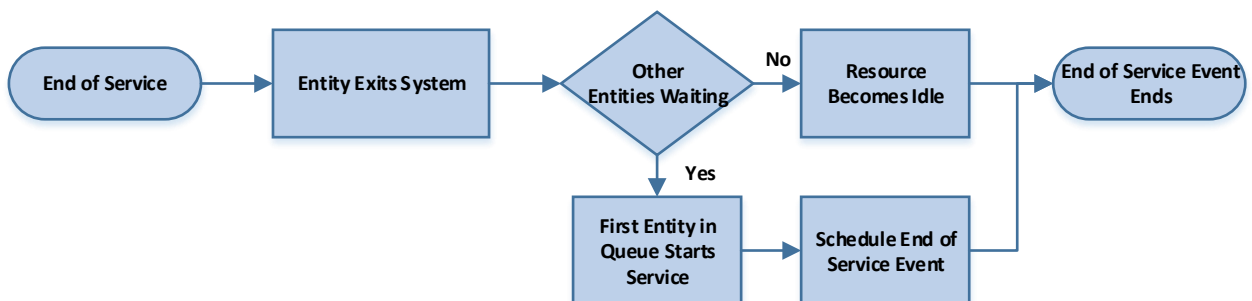 End of Service
Entity Exits System
Other
Entities Waiting
No
Resource
Becomes Idle
End of Service Event
Ends
Yes
First Entity in
Queue Starts
Service
Schedule End of
Service Event